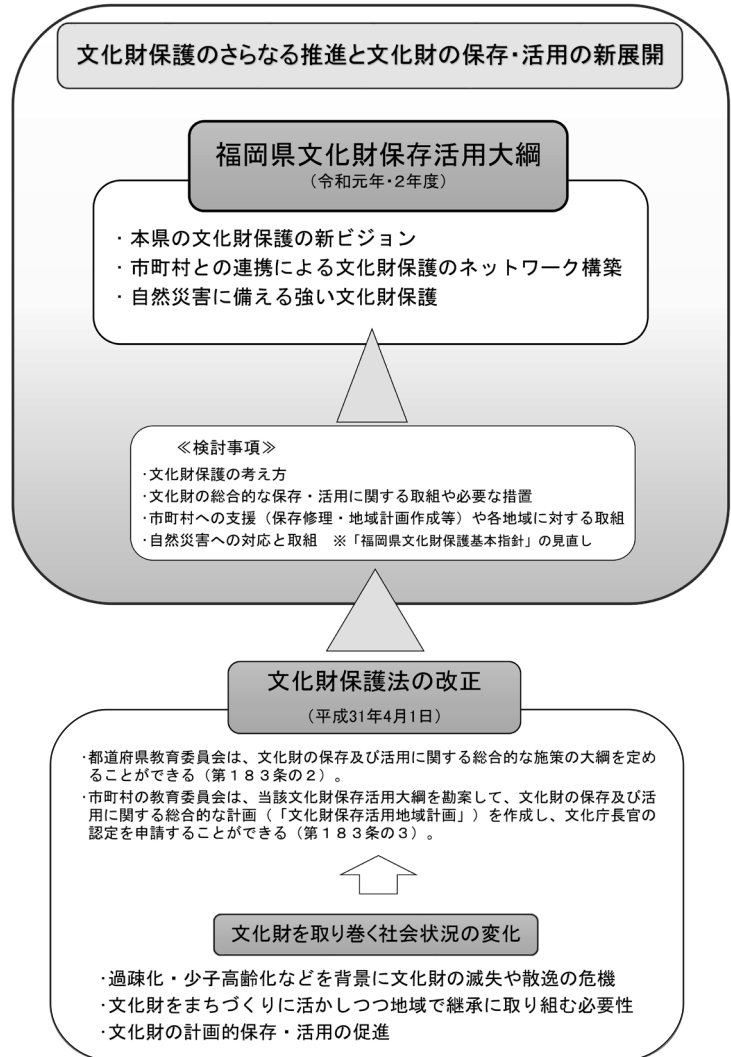 文化財保護のさらなる推進と文化財の保存・活用の新展開
福岡県文化財保存活用大綱
(令和元年・2年度)
・本県の文化財保護の新ビジョン
・市町村との連携による文化財保護のネットワーク構築
・自然災害に備える強い文化財保護
≪検討事項≫
・文化財保護の考え方
・文化財の総合的な保存・活用に関する取組や必要な措置
・市町村への支援（保存修理・地域計画作成等）や各地域に対する取組
・自然災害への対応と取組　※「福岡県文化財保護基本指針」の見直し
文化財保護法の改正
（平成31年4月1日）
・都道府県教育委員会は、文化財の保存及び活用に関する総合的な施策の大綱を定め
ることができる（第１８３条の２）。
・市町村の教育委員会は、当該文化財保存活用大綱を勘案して、文化財の保存及び活
用に関する総合的な計画（「文化財保存活用地域計画」）を作成し、文化庁長官の
認定を申請することができる（第１８３条の３）。
文化財を取り巻く社会状況の変化
・過疎化・少子高齢化などを背景に文化財の滅失や散逸の危機
・文化財をまちづくりに活かしつつ地域で継承に取り組む必要性
・文化財の計画的保存・活用の促進